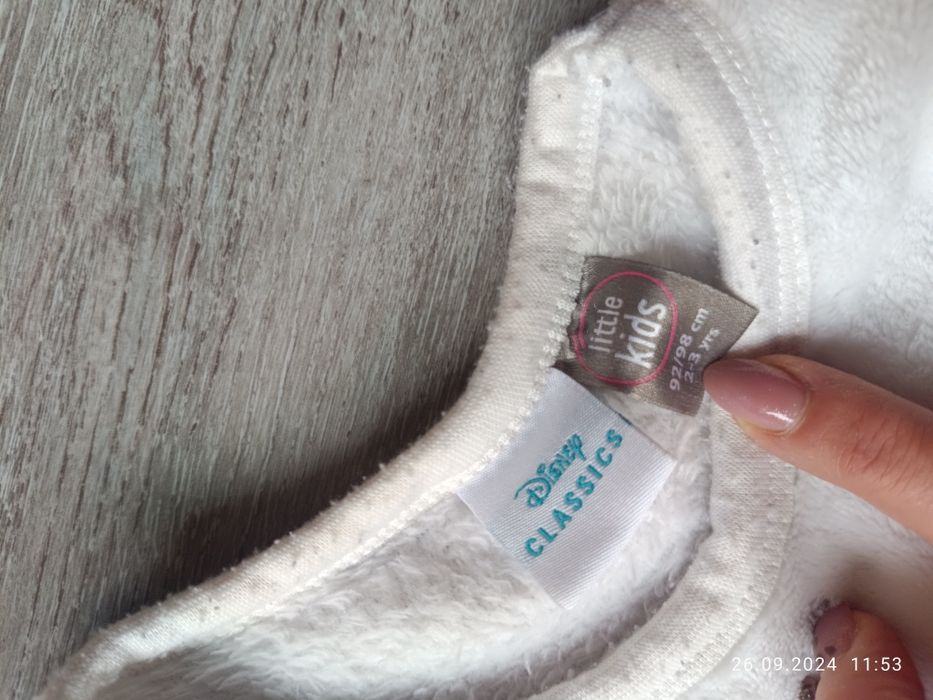 little
kids
92/98 cm
2-3 yrs
Disney
CLASSICS
26.09.2024 11:53